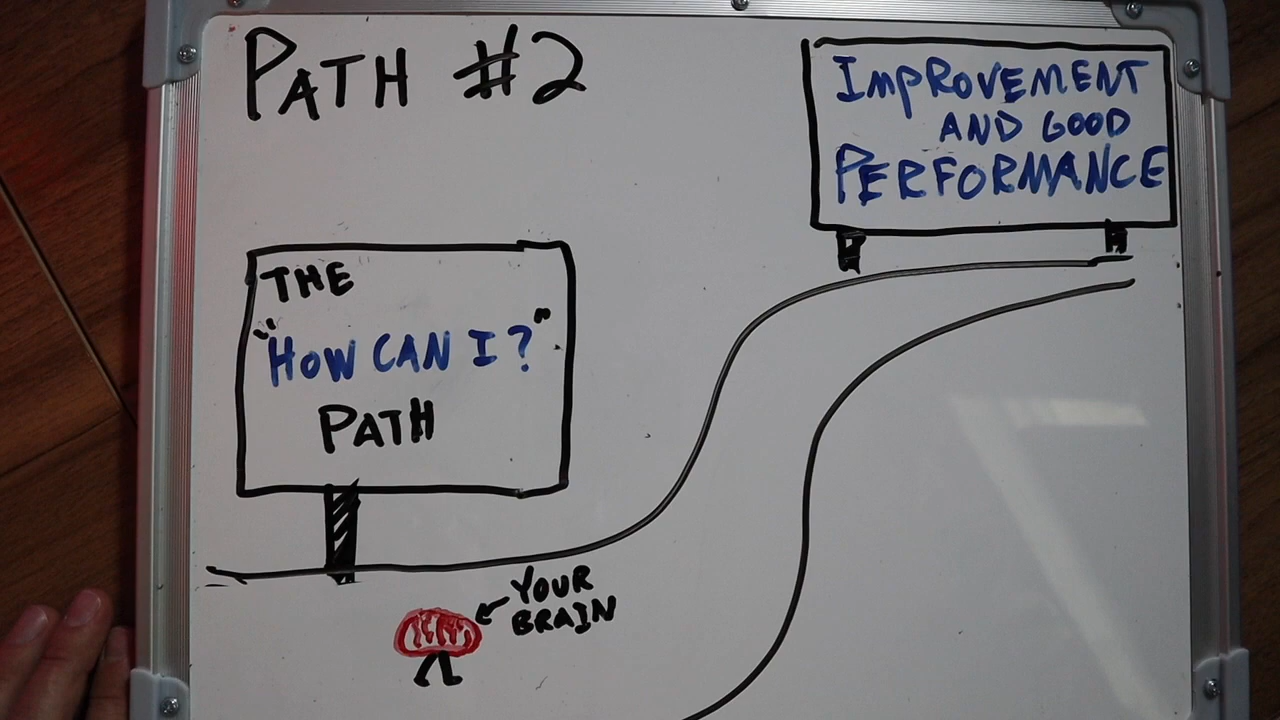 PATH #2
IMPROVEMENT
AND GOOD
PERFORMANCE
THE
"HOW CAN I?"
PATH
YOUR
BRAIN